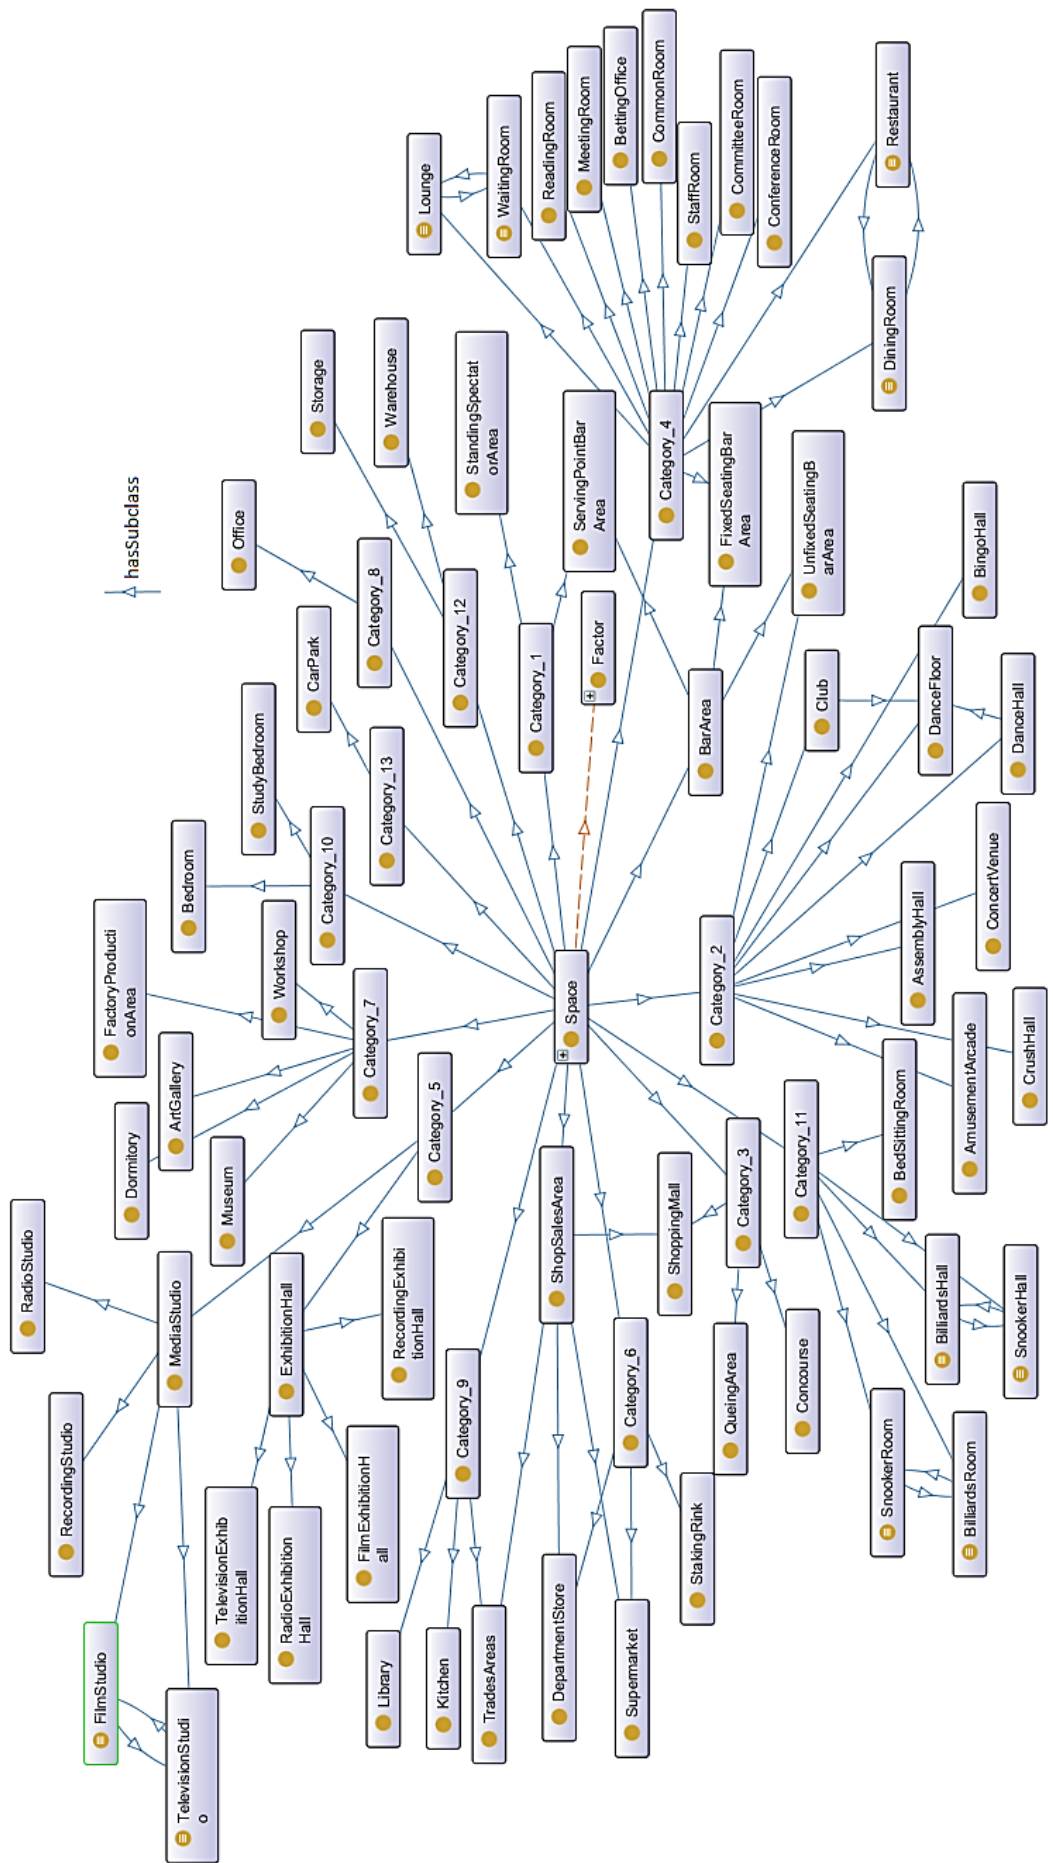 hasSubclass
Lounge
WaitingRoom
ReadingRoom
MeetingRoom
BettingOffice
CommonRoom
StaffRoom
CommitteeRoom
ConferenceRoom
Restaurant
DiningRoom
Storage
Warehouse
StandingSpectat
orArea
ServingPointBar
Area
Category_4
FixedSeatingBar
Area
UnfixedSeatingB
arArea
BingoHall
Office
Category_8
Category_12
Category_1
Factor
BarArea
Club
DanceFloor
DanceHall
CarPark
Category_13
StudyBedroom
Category_10
Bedroom
Workshop
FactoryProducti
onArea
Category_7
ArtGallery
Dormitory
Museum
Category_5
Space
Category_2
AssemblyHall
ConcertVenue
CrushHall
AmusementArcade
BedSittingRoom
Category_11
Category_3
ShoppingMall
ShopSalesArea
RadioStudio
MediaStudio
RecordingStudio
ExhibitionHall
RecordingExhibi
tionHall
TelevisionExhib
itionHall
RadioExhibition
Hall
FilmExhibitionH
all
FilmStudio
TelevisionStudi
o
Category_9
Library
Kitchen
TradesAreas
Category_6
DepartmentStore
Supermarket
StakingRink
QueingArea
Concourse
BilliardsHall
SnookerHall
SnookerRoom
BilliardsRoom